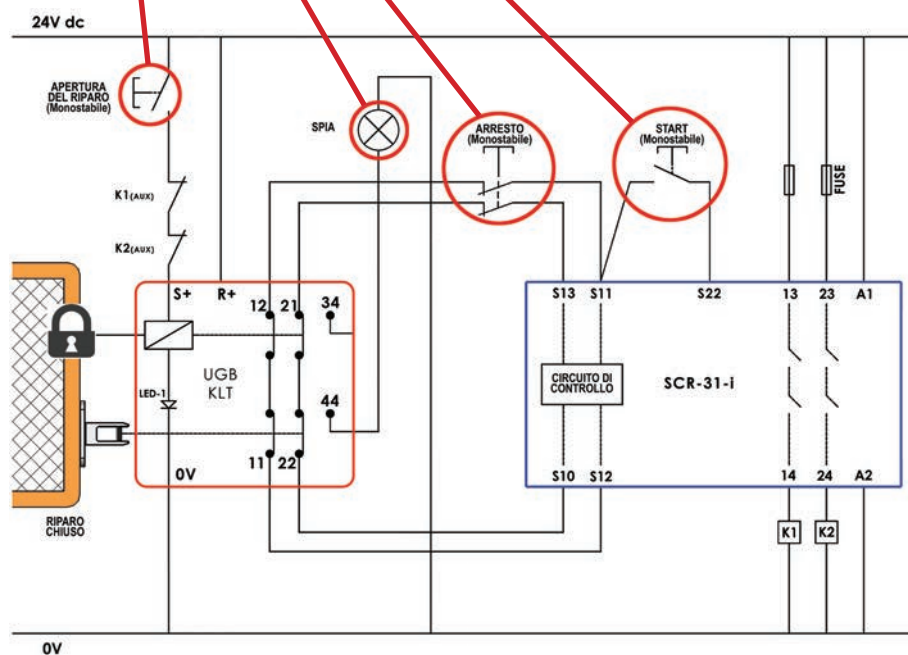 24V dc
APERTURA
DEL RIPARO
(Monostabile)
SPIA
ARRESTO
(Monostabile)
START
(Monostabile)
FUSE
K1(AUX)
K2(AUX)
S+ R+ 12 21 34
S13 S11 S22 13 23 A1
UGB
KLT
LED-1
44
CIRCUITO DI
CONTROLLO
SCR-31-i
0V 11 22
S10 S12 14 24 A2
RIPARO
CHIUSO
K1 K2
0V